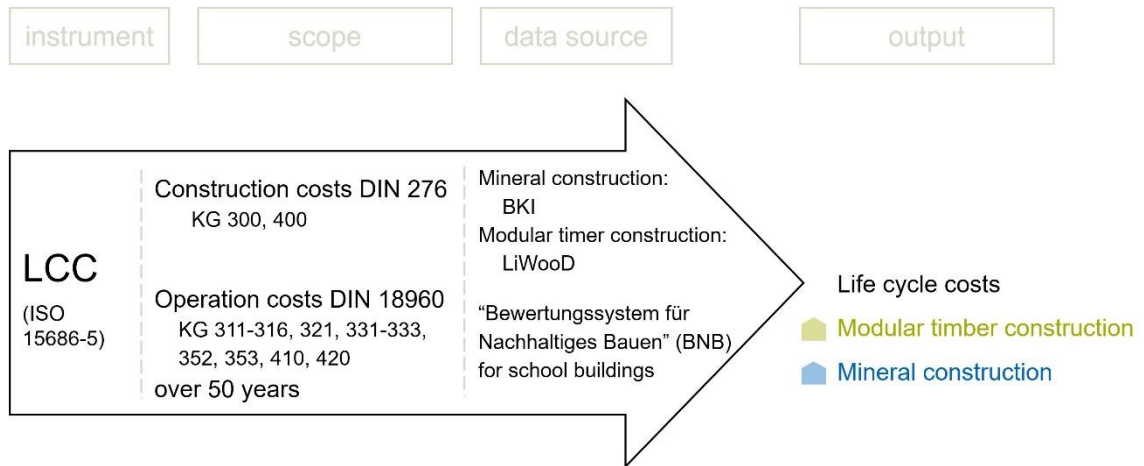 instrument
scope
data source
output
LCC
(ISO
15686-5)
Construction costs DIN 276
KG 300, 400
Operation costs DIN 18960
KG 311-316, 321, 331-333,
352, 353, 410, 420
over 50 years
Mineral construction:
BKI
Modular timer construction:
LiWooD
“Bewertungssystem für
Nachhaltiges Bauen” (BNB)
for school buildings
Life cycle costs
Modular timber construction
Mineral construction